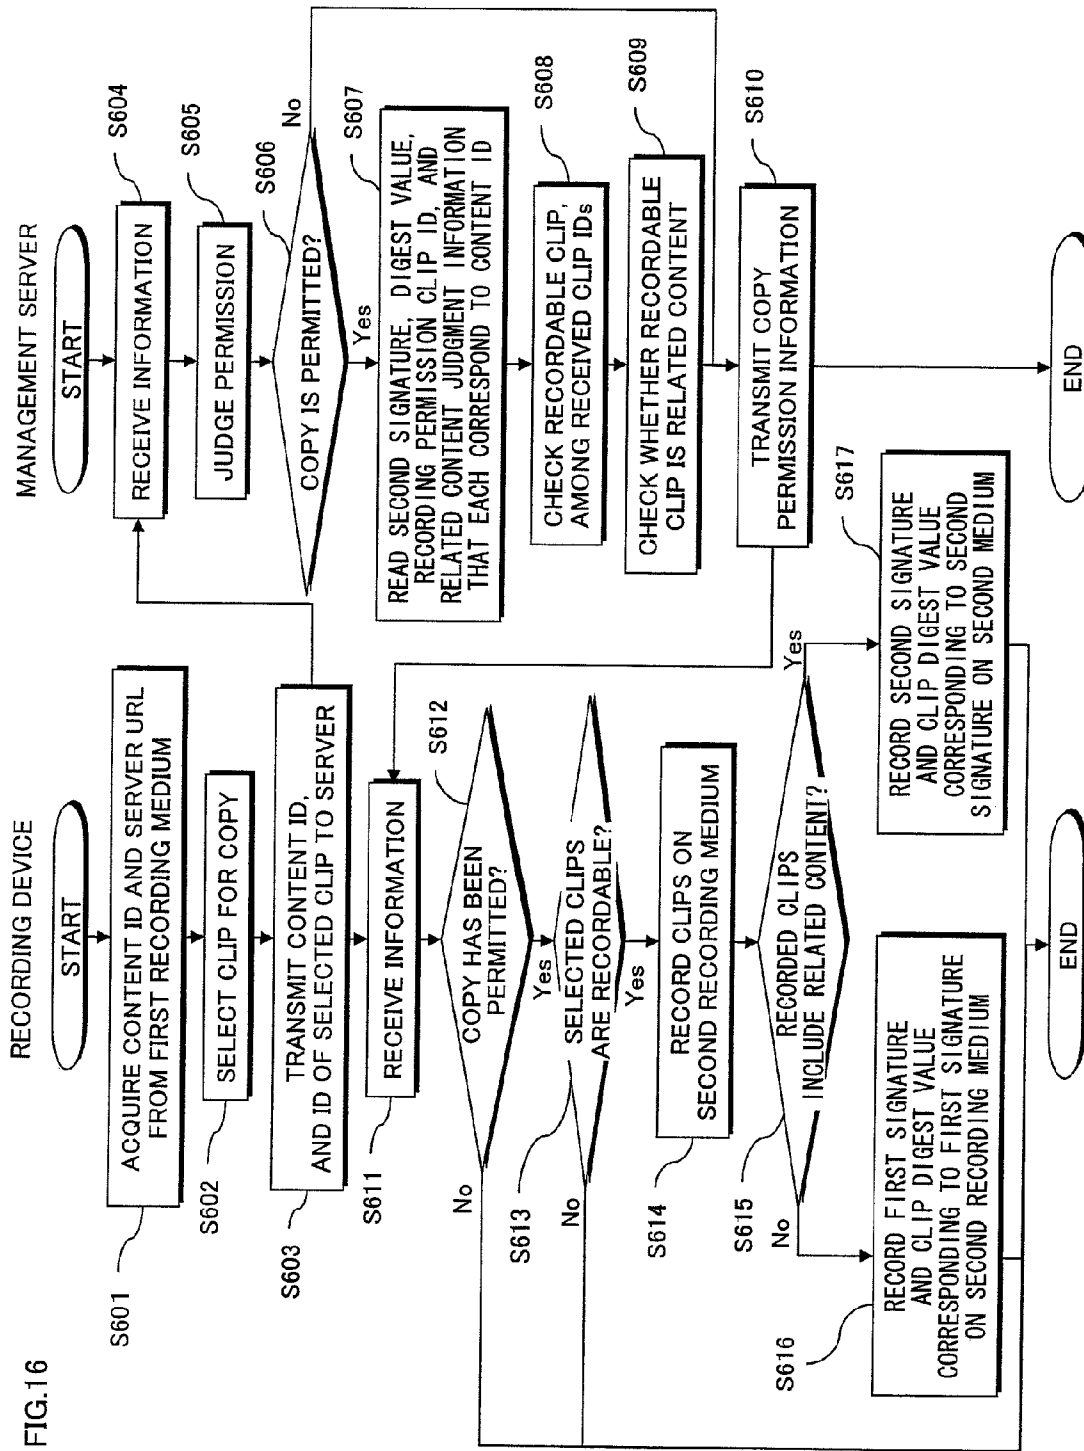 FIG.16
RECORDING DEVICE
START
S601
ACQUIRE CONTENT ID AND SERVER URL
FROM FIRST RECORDING MEDIUM
S602
SELECT CLIP FOR COPY
S603
TRANSMIT CONTENT ID,
AND ID OF SELECTED CLIP TO SERVER
S611
RECEIVE INFORMATION
S612
COPY HAS BEEN
PERMITTED?
No
Yes
S613
SELECTED CLIPS
ARE RECORDABLE?
No
Yes
S614
RECORD CLIPS ON
SECOND RECORDING MEDIUM
S615
RECORDED CLIPS
INCLUDE RELATED CONTENT?
No
Yes
S616
RECORD FIRST SIGNATURE
AND CLIP DIGEST VALUE
CORRESPONDING TO FIRST SIGNATURE
ON SECOND RECORDING MEDIUM
S617
RECORD SECOND SIGNATURE
AND CLIP DIGEST VALUE
CORRESPONDING TO SECOND
SIGNATURE ON SECOND MEDIUM
END
MANAGEMENT SERVER
START
S604
RECEIVE INFORMATION
S605
JUDGE PERMISSION
S606
COPY IS PERMITTED?
No
Yes
S607
READ SECOND SIGNATURE, DIGEST VALUE,
RECORDING PERMISSION CLIP ID, AND
RELATED CONTENT JUDGMENT INFORMATION
THAT EACH CORRESPOND TO CONTENT ID
S608
CHECK RECORDABLE CLIP,
AMONG RECEIVED CLIP IDs
S609
CHECK WHETHER RECORDABLE
CLIP IS RELATED CONTENT
S610
TRANSMIT COPY
PERMISSION INFORMATION
END